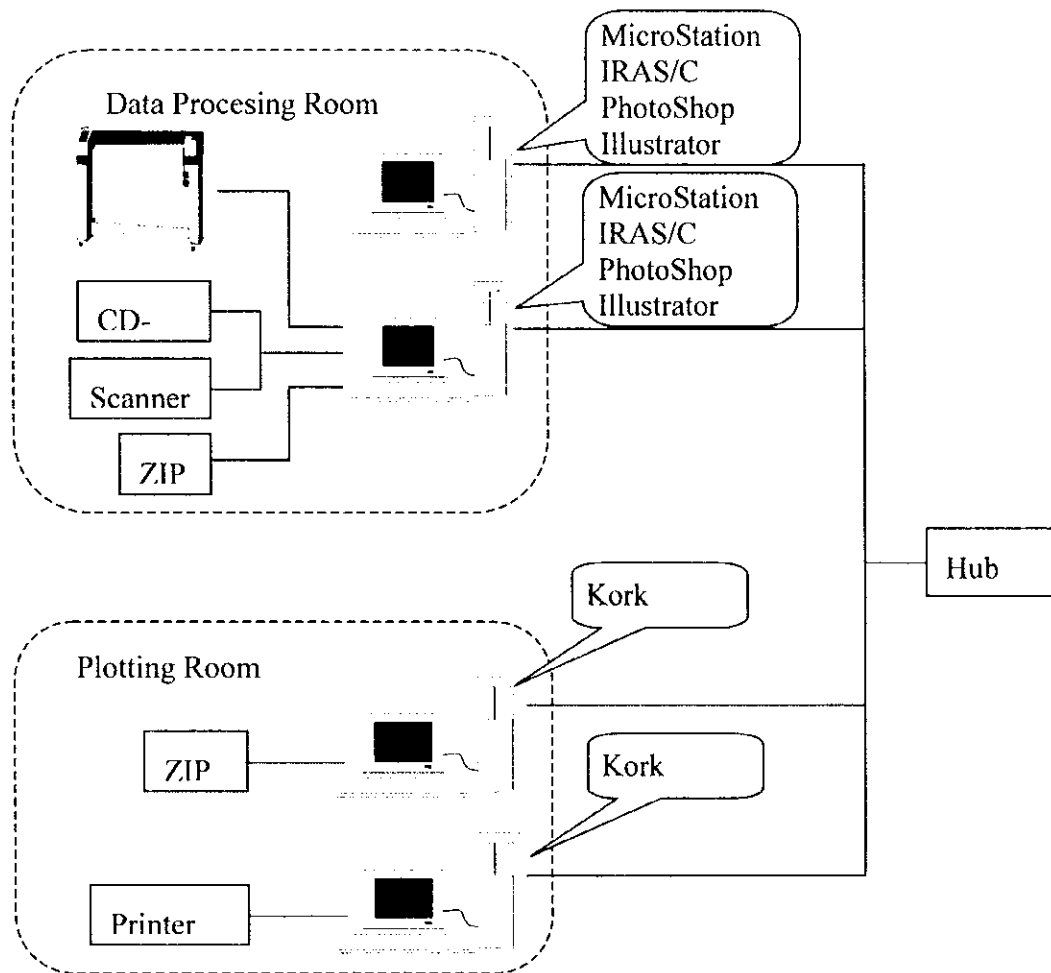 MicroStation
IRAS/C
PhotoShop
Illustrator
Data Procesing Room
MicroStation
IRAS/C
PhotoShop
Illustrator
CD-
Scanner
ZIP
Hub
Kork
Plotting Room
ZIP
Kork
Printer